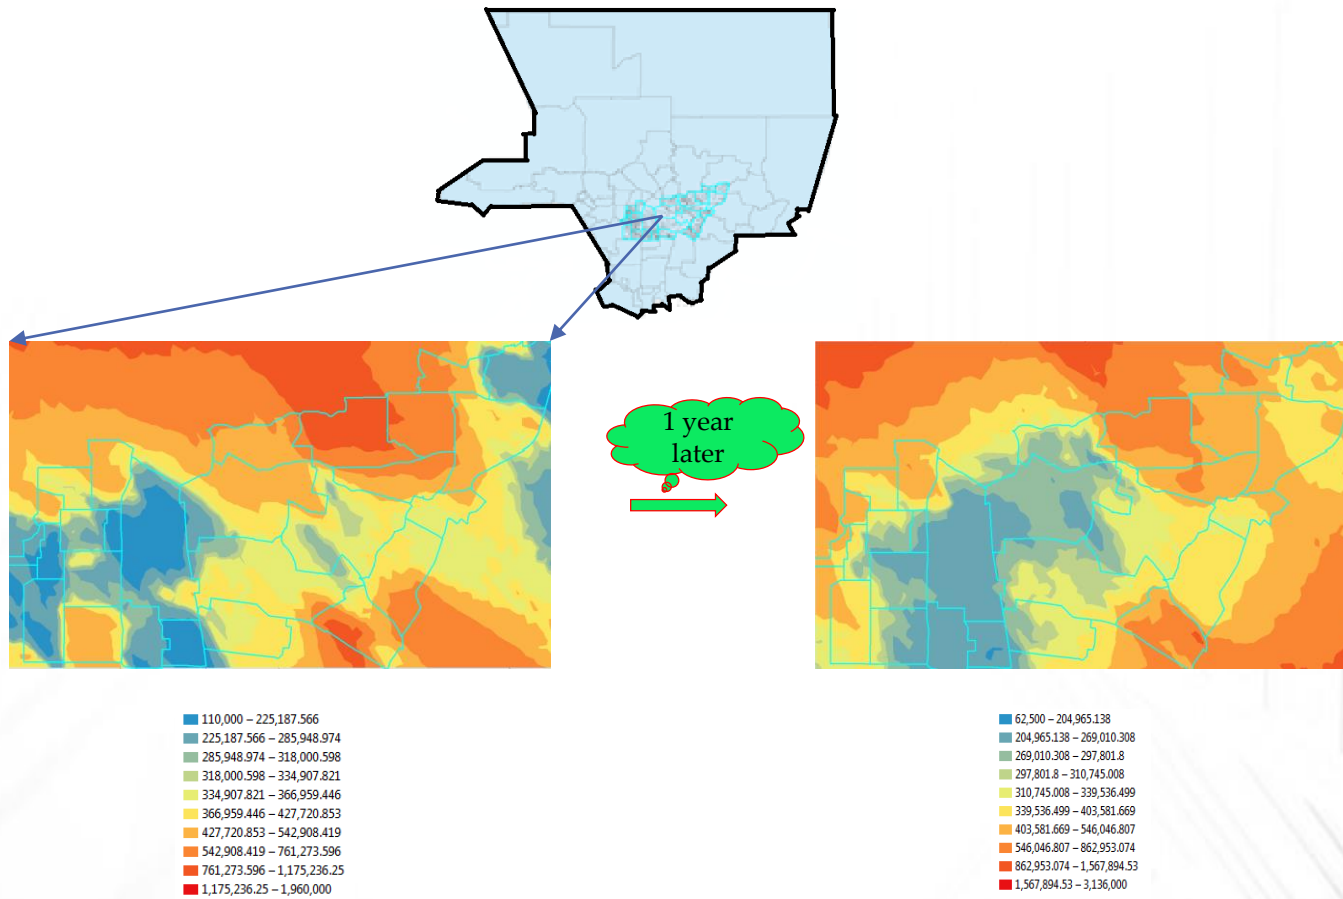 1 year
later
110,000 – 225,187.566
225,187.566 – 285,948.974
285,948.974 – 318,000.598
318,000.598 – 334,907.821
334,907.821 – 366,959.446
366,959.446 – 427,720.853
427,720.853 – 542,908.419
542,908.419 – 761,273.596
761,273.596 – 1,175,236.25
1,175,236.25 – 1,960,000
62,500 – 204,965.138
204,965.138 – 269,010.308
269,010.308 – 297,801.8
297,801.8 – 310,745.008
310,745.008 – 339,536.499
339,536.499 – 403,581.669
403,581.669 – 546,046.807
546,046.807 – 862,953.074
862,953.074 – 1,567,894.53
1,567,894.53 – 3,136,000